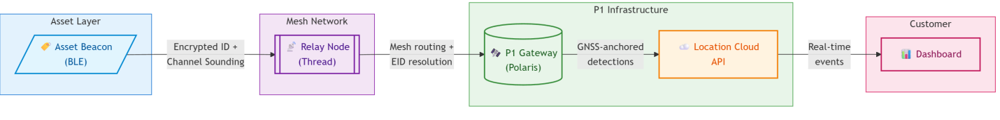 Asset Layer
Asset Beacon
(BLE)
Encrypted ID +
Channel Sounding
Mesh Network
Relay Node
(Thread)
Mesh routing +
EID resolution
P1 Infrastructure
P1 Gateway
(Polaris)
GNSS-anchored
detections
Location Cloud
API
Real-time
events
Customer
Dashboard